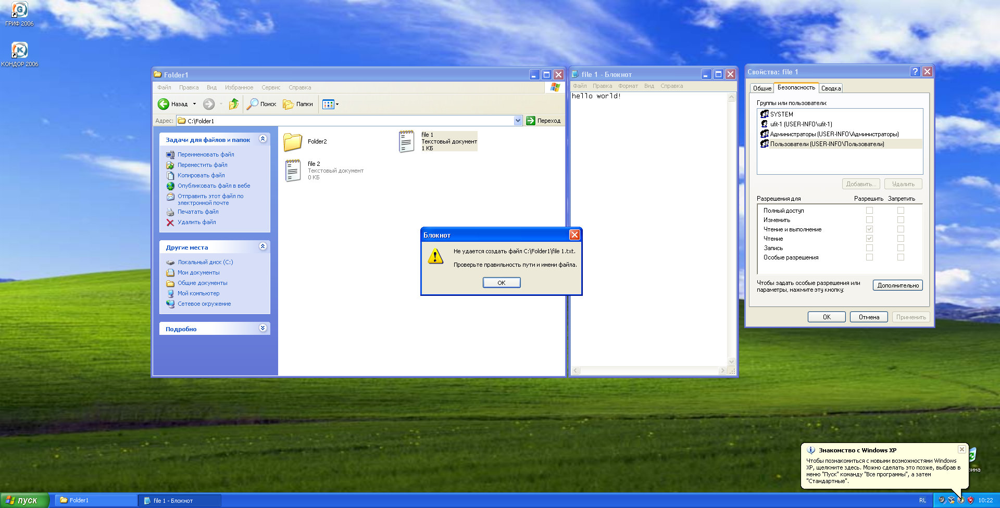 ГРИФ 2006
КОНДОР 2006
Folder1
Файл Правка Вид Избранное Сервис Справка
Назад Поиск Папки
Адрес: C:\Folder1 Переход
Задачи для файлов и папок
Переименовать файл
Переместить файл
Копировать файл
Опубликовать файл в вебе
Отправить этот файл по
электронной почте
Печатать файл
Удалить файл
Другие места
Локальный диск (C:)
Мои документы
Общие документы
Мой компьютер
Сетевое окружение
Подробно
Folder2
file 1
Текстовый документ
1 КБ
file 2
Текстовый документ
0 КБ
file 1 - Блокнот
Файл Правка Формат Вид Справка
hello world!
Блокнот
Не удается создать файл C:\Folder1\file 1.txt.
Проверьте правильность пути и имени файла.
OK
Свойства: file 1
Общие Безопасность Сводка
Группы или пользователи:
SYSTEM
ufit-1 (USER-INFO\ufit-1)
Администраторы (USER-INFO\Администраторы)
Пользователи (USER-INFO\Пользователи)
Добавить... Удалить
Разрешения для Разрешить Запретить
Полный доступ
Изменить
Чтение и выполнение
Чтение
Запись
Особые разрешения
Чтобы задать особые разрешения или
параметры, нажмите эту кнопку:
Дополнительно
OK Отмена Применить
Знакомство с Windows XP
Чтобы познакомиться с новыми возможностями Windows
XP, щелкните здесь. Можно сделать это позже, выбрав в
меню "Пуск" команду "Все программы", а затем
"Стандартные".
пуск
Folder1
file 1 - Блокнот
RL
10:22